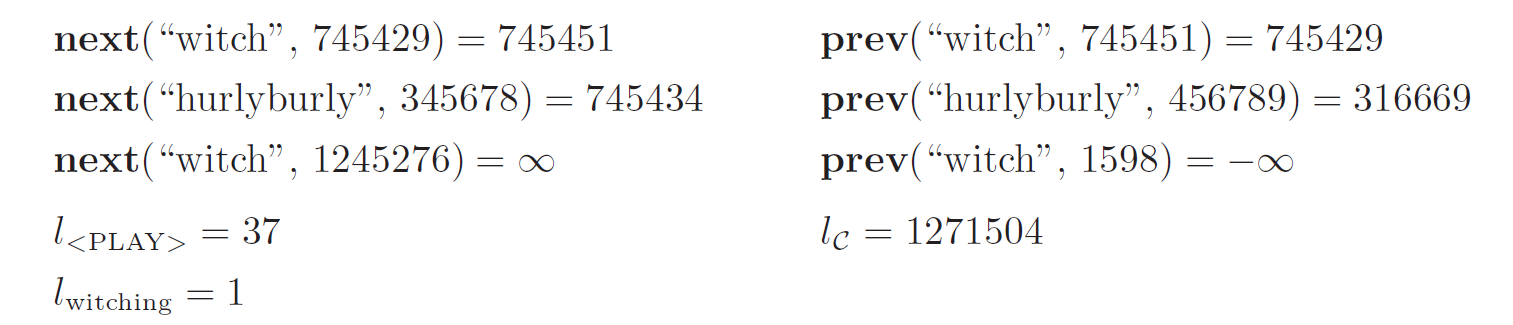 next(“witch”, 745429) = 745451 prev(“witch”, 745451) = 745429
next(“hurlyburly”, 345678) = 745434 prev(“hurlyburly”, 456789) = 316669
next(“witch”, 1245276) = ∞ prev(“witch”, 1598) = −∞
l<PLAY> = 37 l𝒞 = 1271504
lwitching = 1